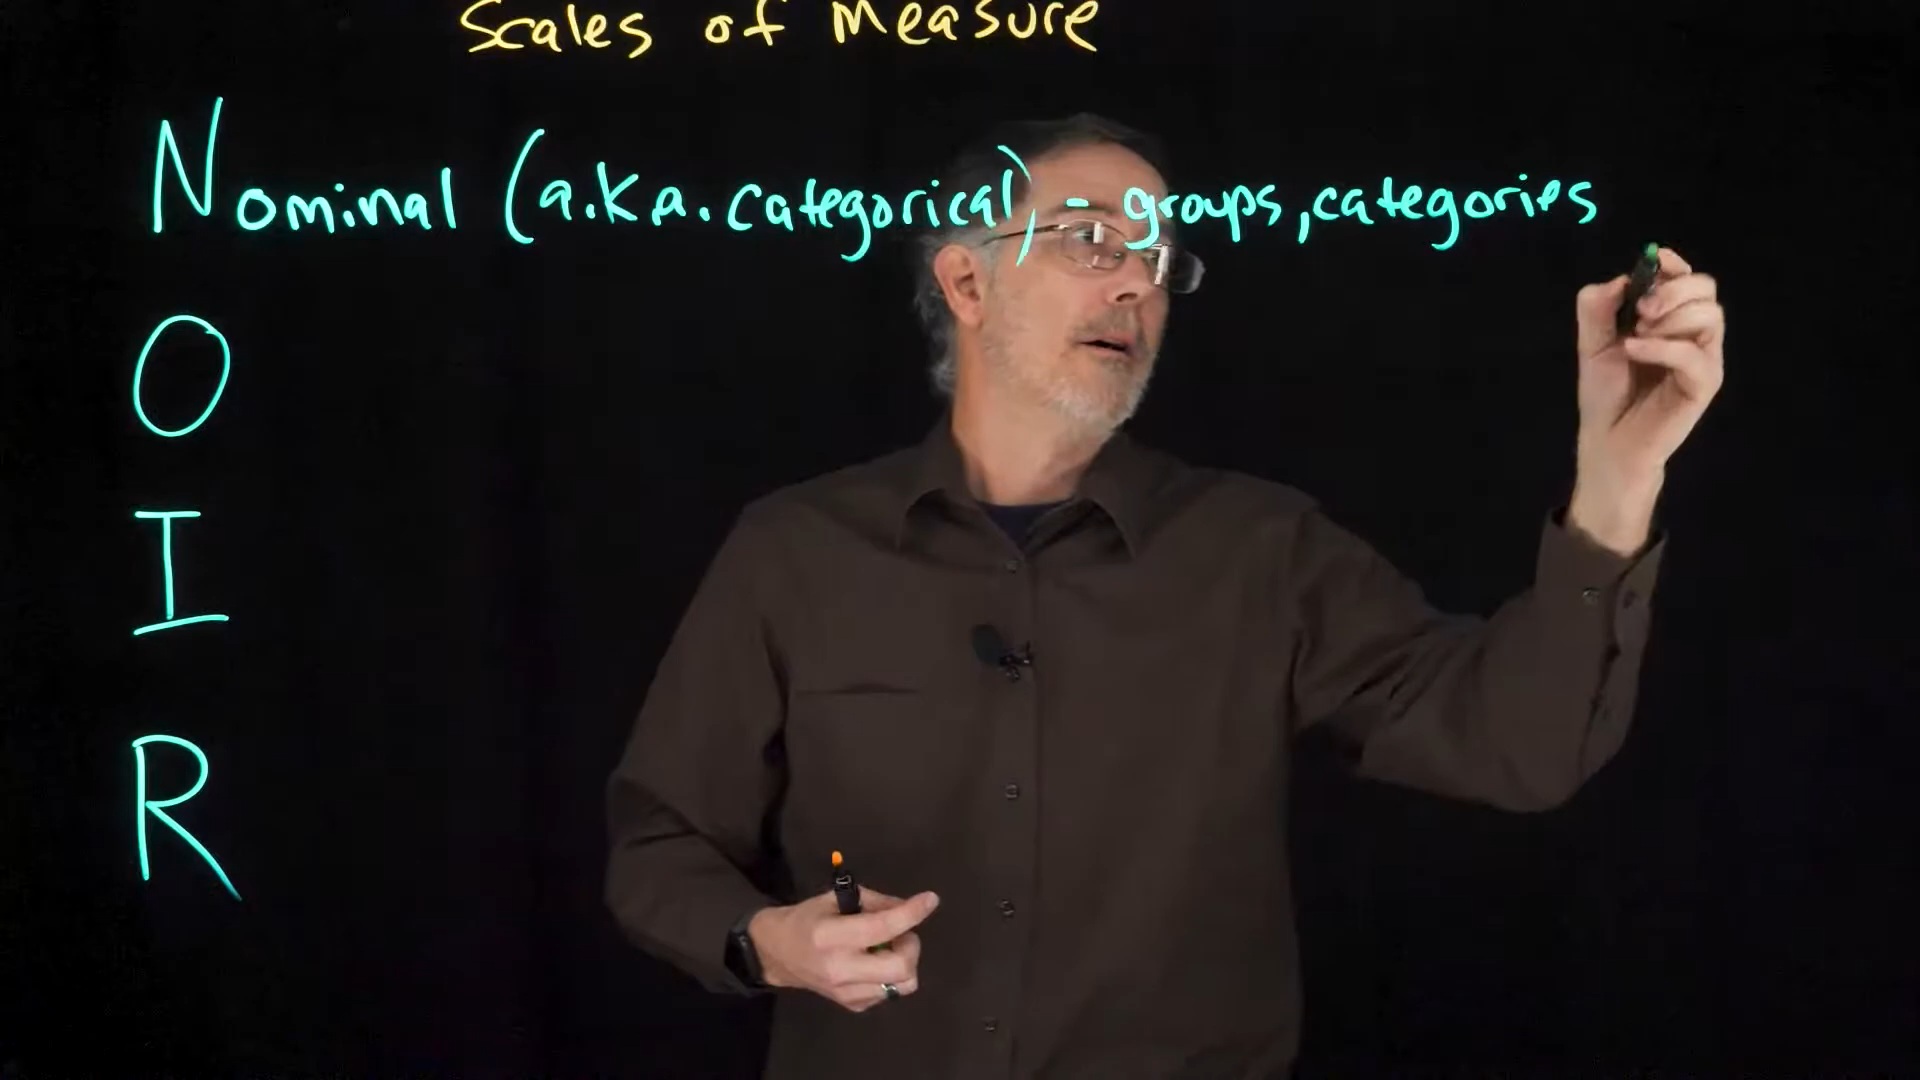 Scales of Measure
Nominal (a.k.a. categorical) - groups, categories
O
I
R